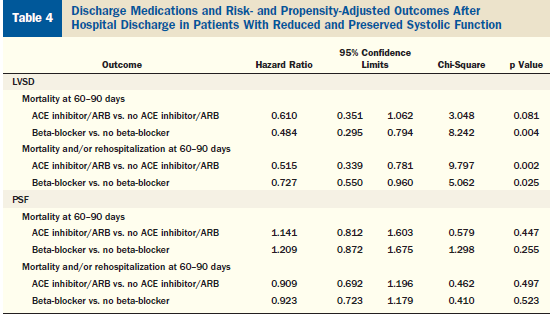 Table 4
Discharge Medications and Risk- and Propensity-Adjusted Outcomes After
Hospital Discharge in Patients With Reduced and Preserved Systolic Function
95% Confidence
Outcome Hazard Ratio Limits Chi-Square p Value
LVSD
Mortality at 60–90 days
ACE inhibitor/ARB vs. no ACE inhibitor/ARB 0.610 0.351 1.062 3.048 0.081
Beta-blocker vs. no beta-blocker 0.484 0.295 0.794 8.242 0.004
Mortality and/or rehospitalization at 60–90 days
ACE inhibitor/ARB vs. no ACE inhibitor/ARB 0.515 0.339 0.781 9.797 0.002
Beta-blocker vs. no beta-blocker 0.727 0.550 0.960 5.062 0.025
PSF
Mortality at 60–90 days
ACE inhibitor/ARB vs. no ACE inhibitor/ARB 1.141 0.812 1.603 0.579 0.447
Beta-blocker vs. no beta-blocker 1.209 0.872 1.675 1.298 0.255
Mortality and/or rehospitalization at 60–90 days
ACE inhibitor/ARB vs. no ACE inhibitor/ARB 0.909 0.692 1.196 0.462 0.497
Beta-blocker vs. no beta-blocker 0.923 0.723 1.179 0.410 0.523